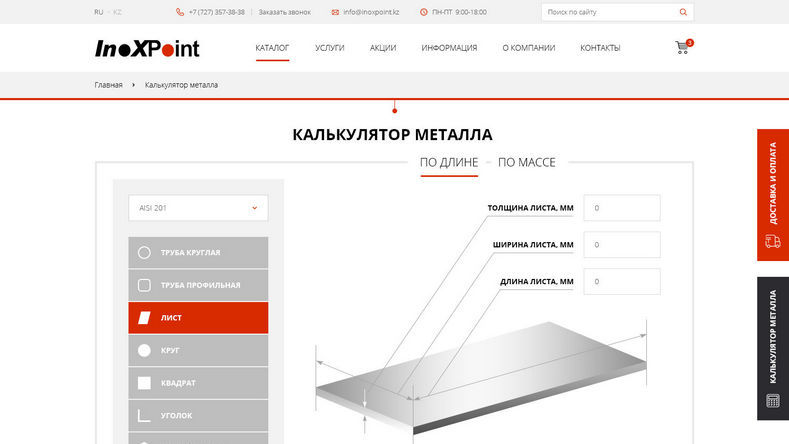 RU KZ +7 (727) 357-38-38 Заказать звонок info@inoxpoint.kz ПН-ПТ 9:00-18:00 Поиск по сайту
InoXPoint КАТАЛОГ УСЛУГИ АКЦИИ ИНФОРМАЦИЯ О КОМПАНИИ КОНТАКТЫ 3
Главная Калькулятор металла
КАЛЬКУЛЯТОР МЕТАЛЛА
ПО ДЛИНЕ – ПО МАССЕ
AISI 201
ТРУБА КРУГЛАЯ
ТРУБА ПРОФИЛЬНАЯ
ЛИСТ
КРУГ
КВАДРАТ
УГОЛОК
ТОЛЩИНА ЛИСТА, ММ 0
ШИРИНА ЛИСТА, ММ 0
ДЛИНА ЛИСТА, ММ 0
ДОСТАВКА И ОПЛАТА
КАЛЬКУЛЯТОР МЕТАЛЛА